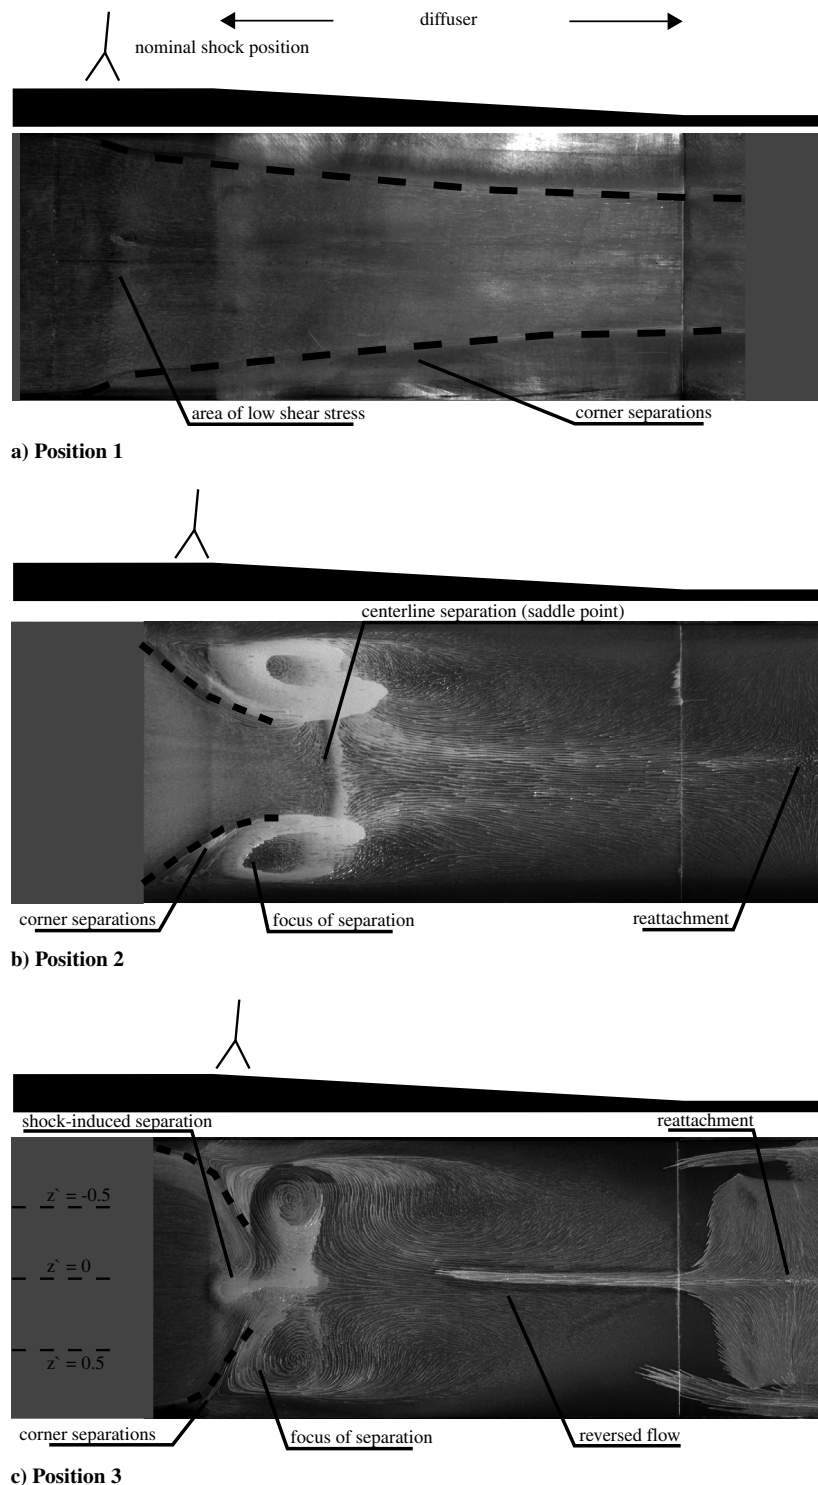 diffuser
nominal shock position
area of low shear stress
corner separations
a) Position 1
centerline separation (saddle point)
corner separations
focus of separation
reattachment
b) Position 2
shock-induced separation
reattachment
z` = -0.5
z` = 0
z` = 0.5
corner separations
focus of separation
reversed flow
c) Position 3